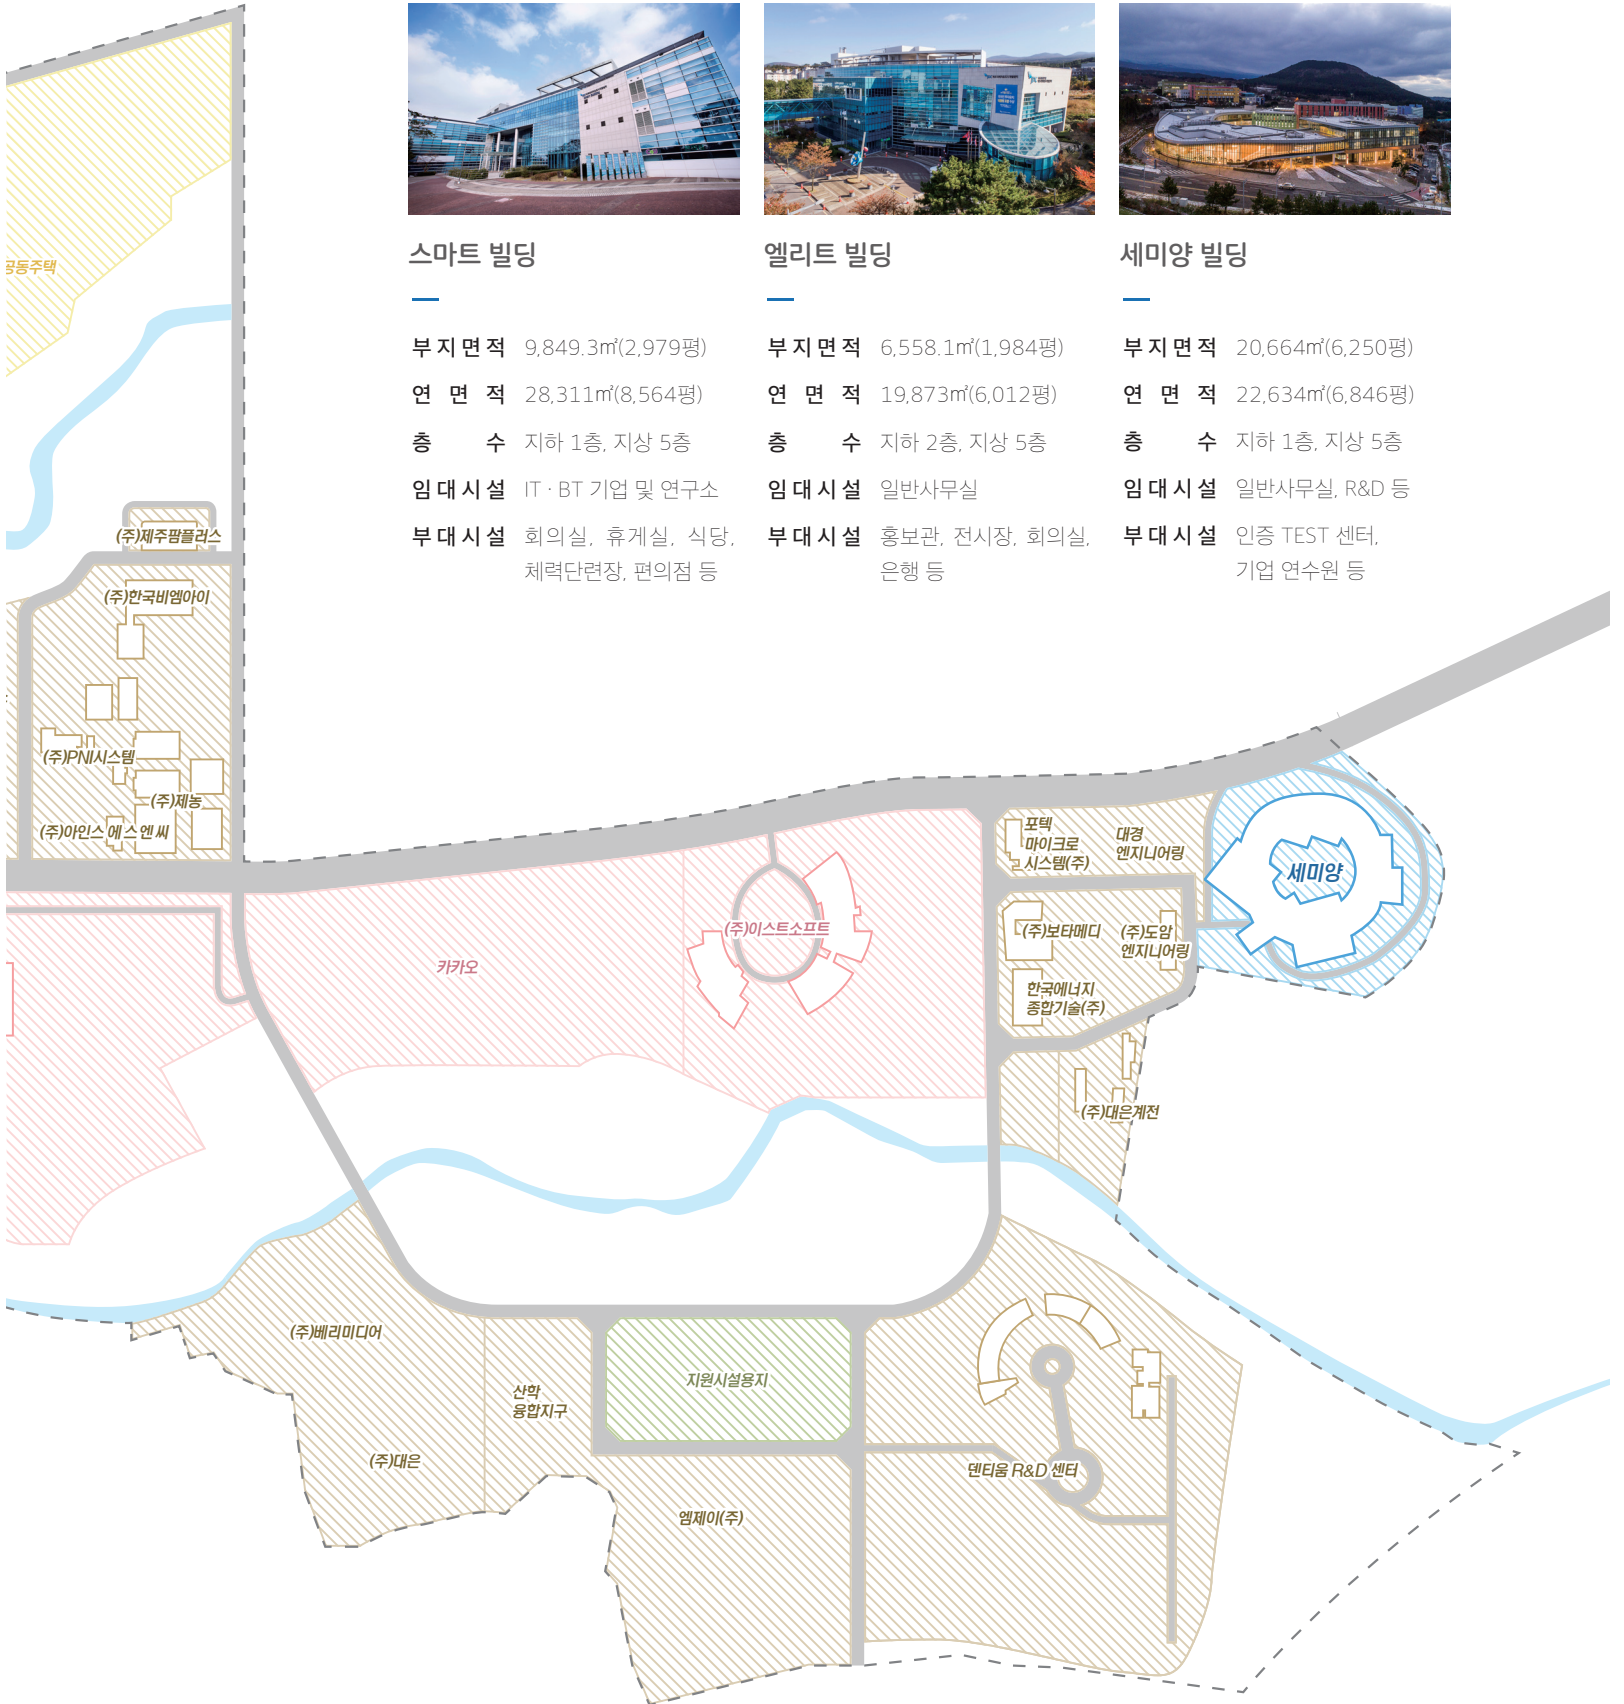 스마트 빌딩
부지면적 9,849.3㎡(2,979평)
연면적 28,311㎡(8,564평)
층수 지하 1층, 지상 5층
임대시설 IT · BT 기업 및 연구소
부대시설 회의실, 휴게실, 식당,
체력단련장, 편의점 등
엘리트 빌딩
부지면적 6,558.1㎡(1,984평)
연면적 19,873㎡(6,012평)
층수 지하 2층, 지상 5층
임대시설 일반사무실
부대시설 홍보관, 전시장, 회의실,
은행 등
세미양 빌딩
부지면적 20,664㎡(6,250평)
연면적 22,634㎡(6,846평)
층수 지하 1층, 지상 5층
임대시설 일반사무실, R&D 등
부대시설 인증 TEST 센터,
기업 연수원 등
공동주택
(주)제주팜플러스
(주)한국비엠아이
(주)PNI시스템
(주)제농
(주)아인스에스엔씨
포텍
마이크로
시스템(주)
대경
엔지니어링
세미양
(주)이스트소프트
(주)보타메디
(주)도암
엔지니어링
카카오
한국에너지
종합기술(주)
(주)대은계전
(주)베리미디어
지원시설용지
산학
융합지구
(주)대은
덴티움 R&D 센터
엠제이(주)